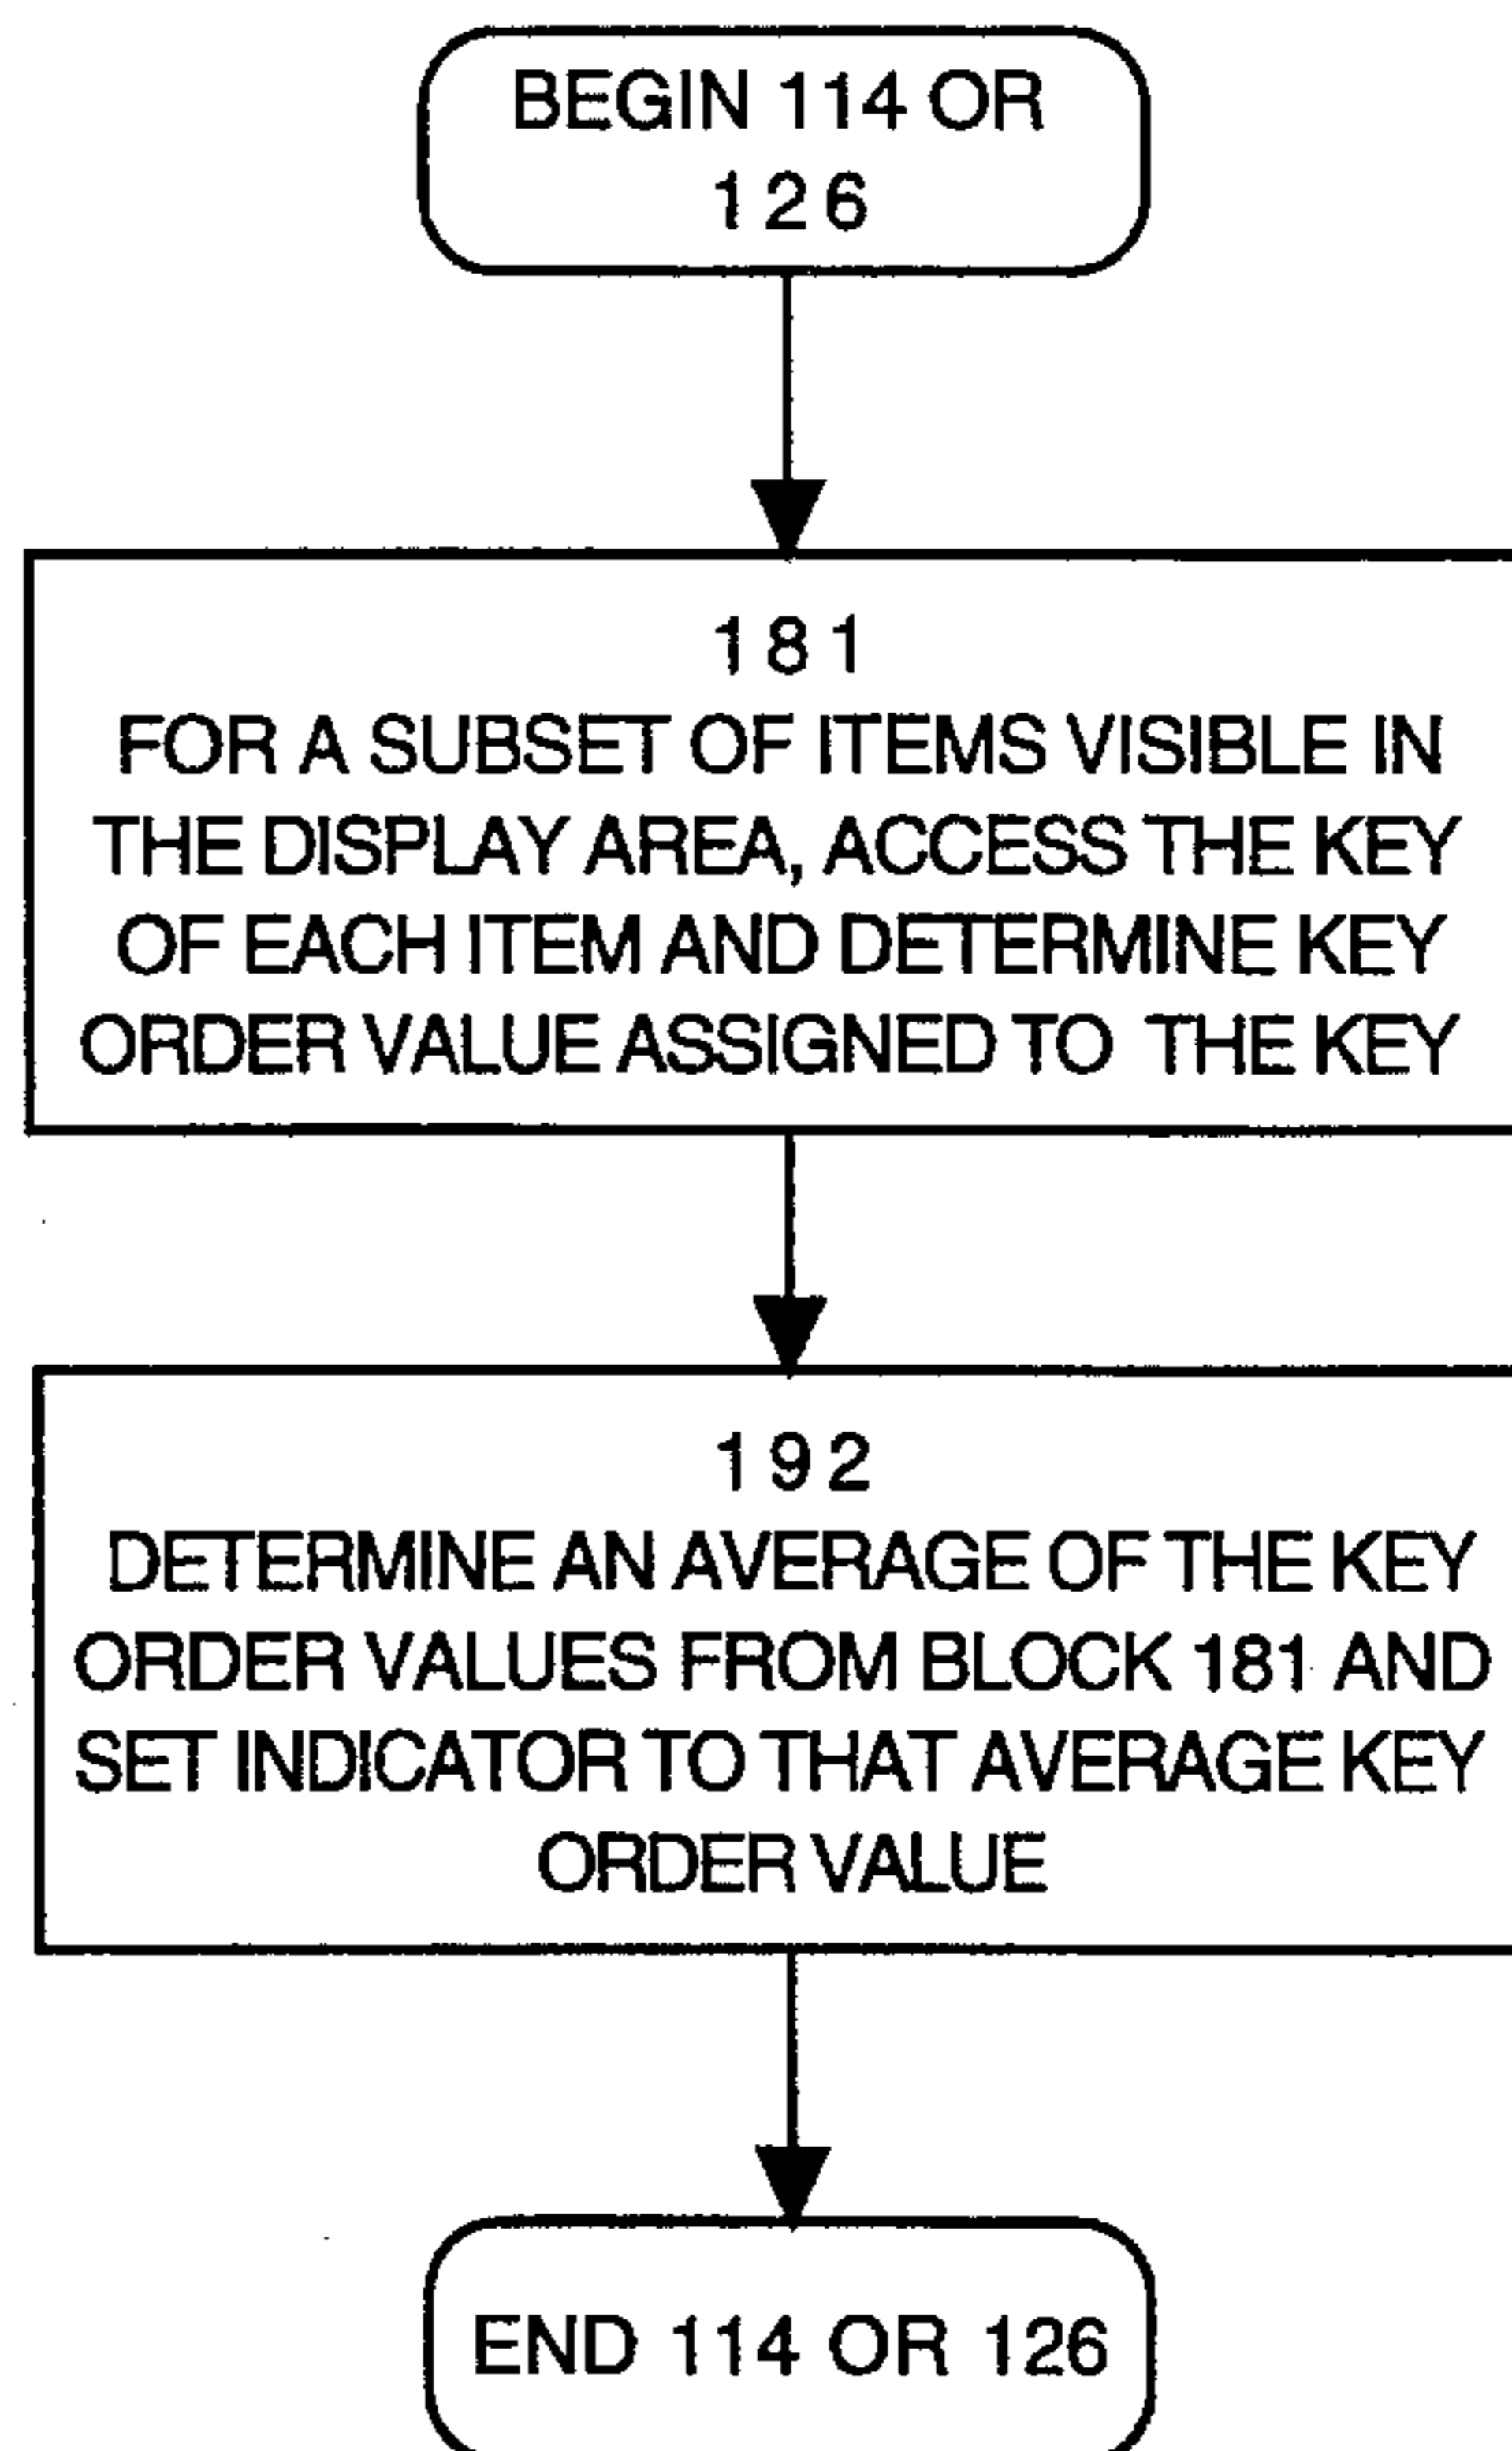 BEGIN 114 OR
126
181
FOR A SUBSET OF ITEMS VISIBLE IN
THE DISPLAY AREA, ACCESS THE KEY
OF EACH ITEM AND DETERMINE KEY
ORDER VALUE ASSIGNED TO THE KEY
192
DETERMINE AN AVERAGE OF THE KEY
ORDER VALUES FROM BLOCK 181 AND
SET INDICATOR TO THAT AVERAGE KEY
ORDER VALUE
END 114 OR 126